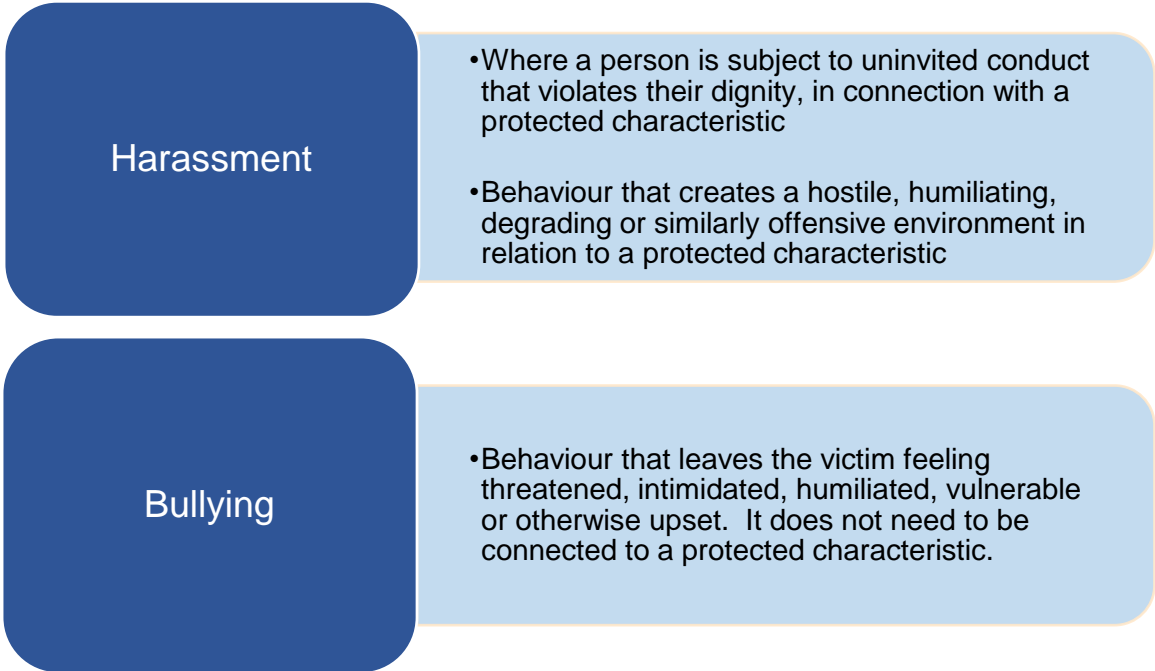 Harassment
•Where a person is subject to uninvited conduct
that violates their dignity, in connection with a
protected characteristic
•Behaviour that creates a hostile, humiliating,
degrading or similarly offensive environment in
relation to a protected characteristic
Bullying
•Behaviour that leaves the victim feeling
threatened, intimidated, humiliated, vulnerable
or otherwise upset.  It does not need to be
connected to a protected characteristic.